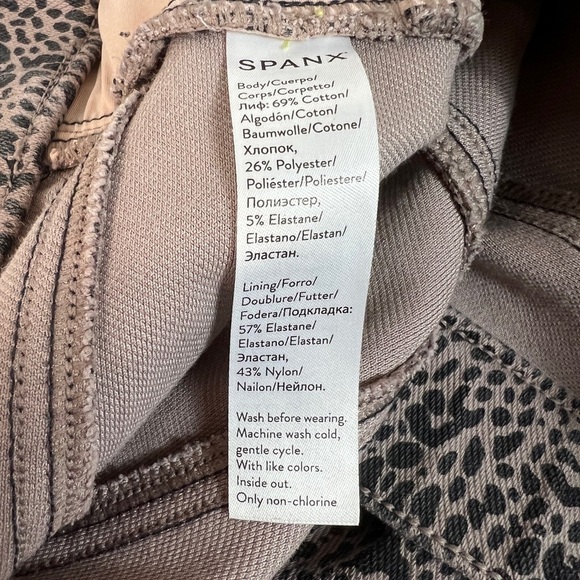 SPANX
Body/Cuerpo/
Corps/Corpetto/
Лиф: 69% Cotton/
Algodón/Coton/
Baumwolle/Cotone/
Хлопок,
26% Polyester/
Poliéster/Poliestere/
Полиэстер,
5% Elastane/
Elastano/Elastan/
Эластан.
Lining/Forro/
Doublure/Futter/
Fodera/Подкладка:
57% Elastane/
Elastano/Elastan/
Эластан,
43% Nylon/
Nailon/Нейлон.
Wash before wearing.
Machine wash cold,
gentle cycle.
With like colors.
Inside out.
Only non-chlorine